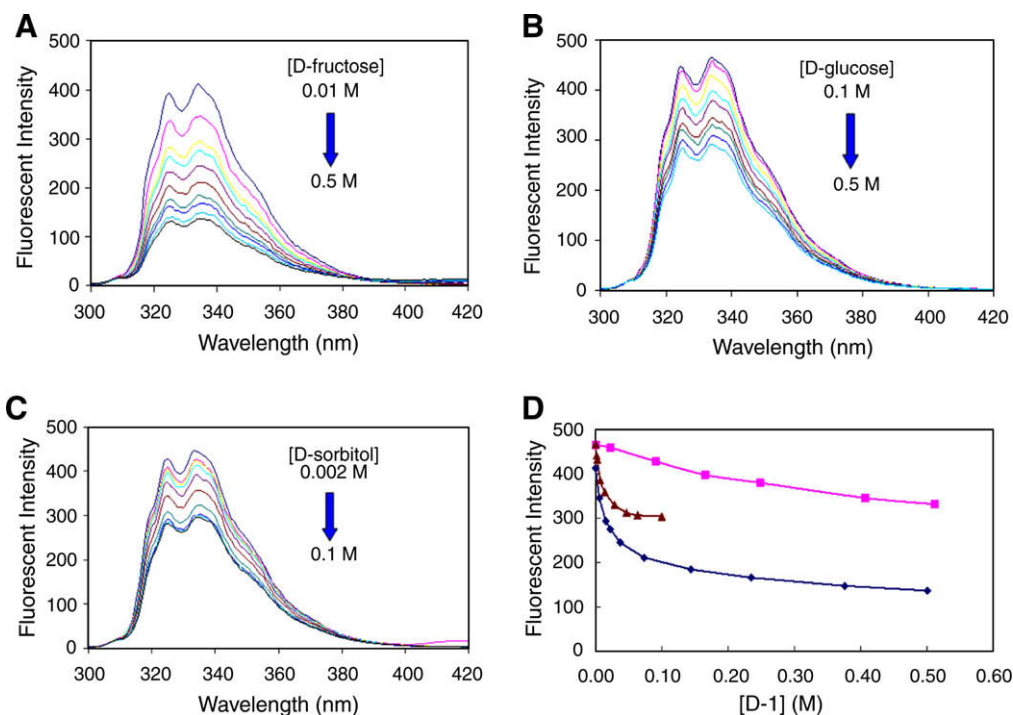 A
Fluorescent Intensity
500
400
300
200
100
0
[D-fructose]
0.01 M
0.5 M
300 320 340 360 380 400 420
Wavelength (nm)
B
Fluorescent Intensity
500
400
300
200
100
0
[D-glucose]
0.1 M
0.5 M
300 320 340 360 380 400 420
Wavelength (nm)
C
Fluorescent Intensity
500
400
300
200
100
0
[D-sorbitol]
0.002 M
0.1 M
300 320 340 360 380 400 420
Wavelength (nm)
D
Fluorescent Intensity
500
400
300
200
100
0
0.00 0.10 0.20 0.30 0.40 0.50 0.60
[D-1] (M)